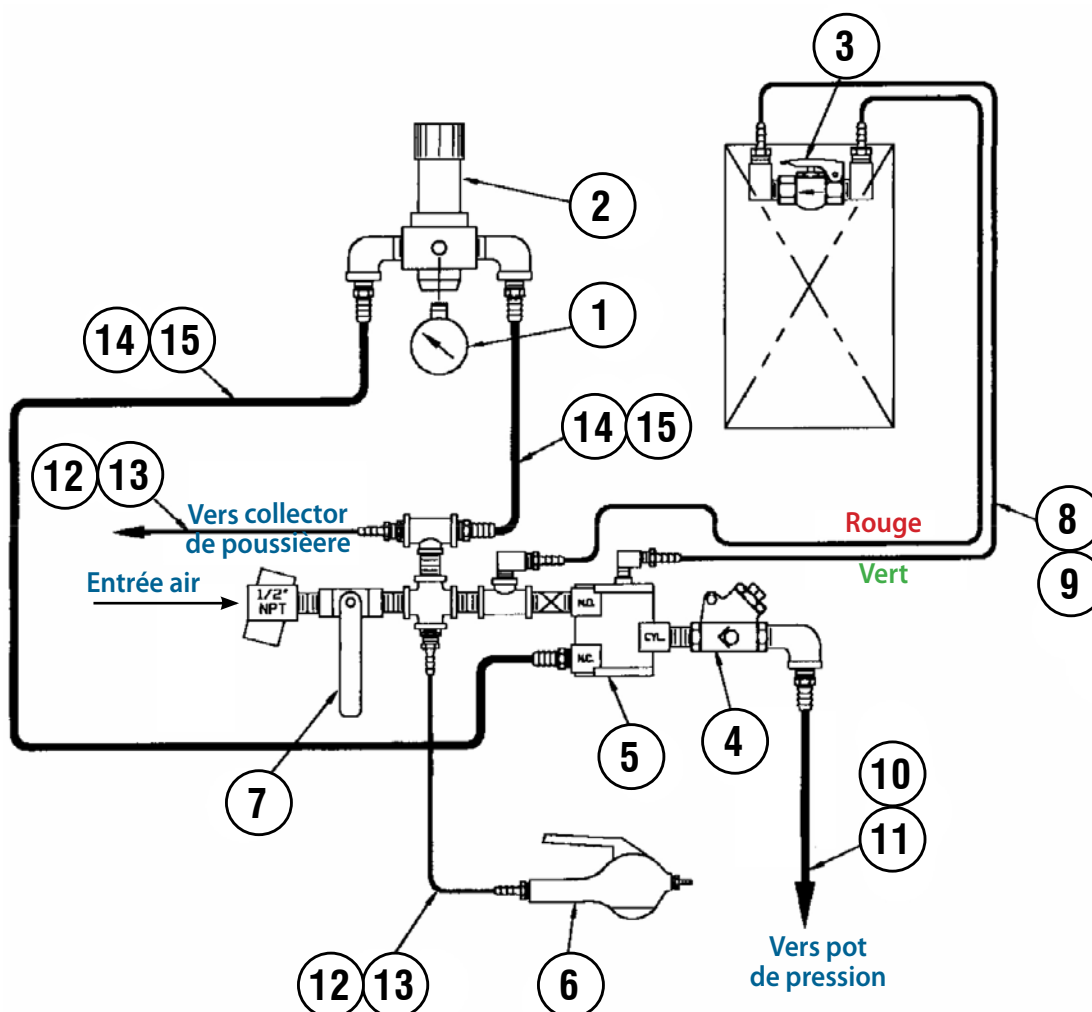 3
2
1
14 15
14 15
12 13
Vers collector
de poussiéere
Rouge
8
Vert
9
Entrée air
1/2"
NPT
N.O.
CYL.
N.C.
5
4
7
10
11
6
12 13
Vers pot
de pression